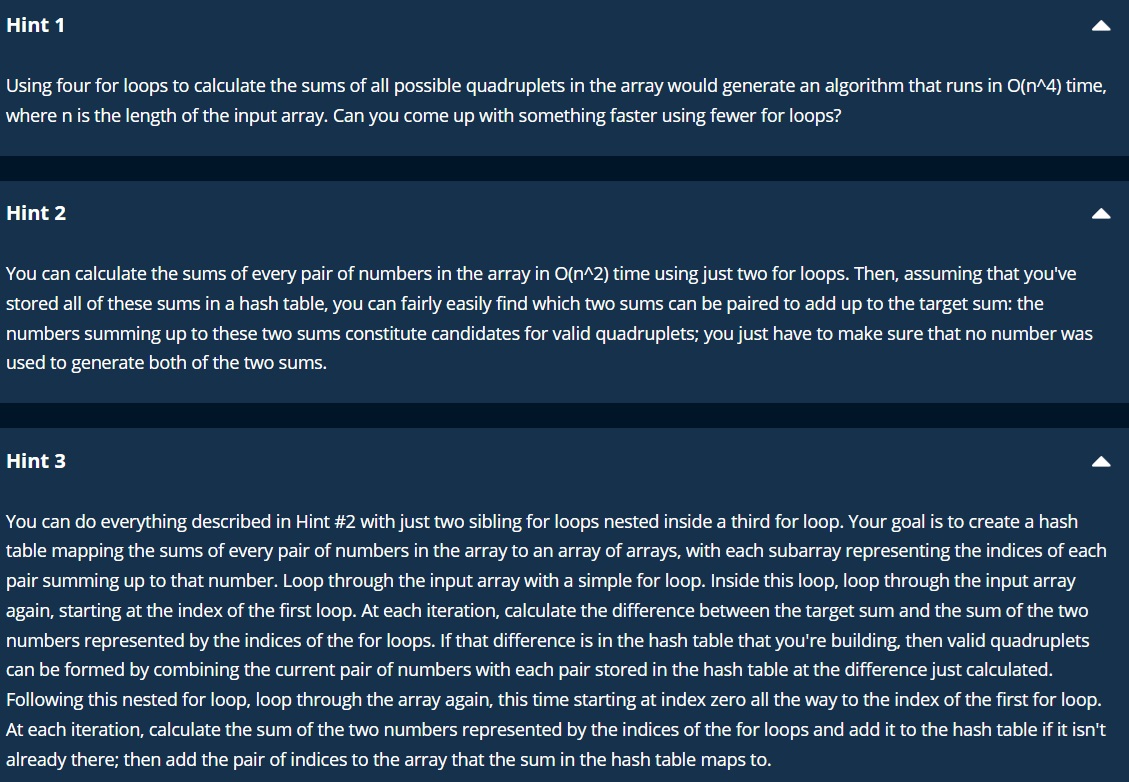 Hint 1
Using four for loops to calculate the sums of all possible quadruplets in the array would generate an algorithm that runs in O(n^4) time,
where n is the length of the input array. Can you come up with something faster using fewer for loops?
Hint 2
You can calculate the sums of every pair of numbers in the array in O(n^2) time using just two for loops. Then, assuming that you've
stored all of these sums in a hash table, you can fairly easily find which two sums can be paired to add up to the target sum: the
numbers summing up to these two sums constitute candidates for valid quadruplets; you just have to make sure that no number was
used to generate both of the two sums.
Hint 3
You can do everything described in Hint #2 with just two sibling for loops nested inside a third for loop. Your goal is to create a hash
table mapping the sums of every pair of numbers in the array to an array of arrays, with each subarray representing the indices of each
pair summing up to that number. Loop through the input array with a simple for loop. Inside this loop, loop through the input array
again, starting at the index of the first loop. At each iteration, calculate the difference between the target sum and the sum of the two
numbers represented by the indices of the for loops. If that difference is in the hash table that you're building, then valid quadruplets
can be formed by combining the current pair of numbers with each pair stored in the hash table at the difference just calculated.
Following this nested for loop, loop through the array again, this time starting at index zero all the way to the index of the first for loop.
At each iteration, calculate the sum of the two numbers represented by the indices of the for loops and add it to the hash table if it isn't
already there; then add the pair of indices to the array that the sum in the hash table maps to.